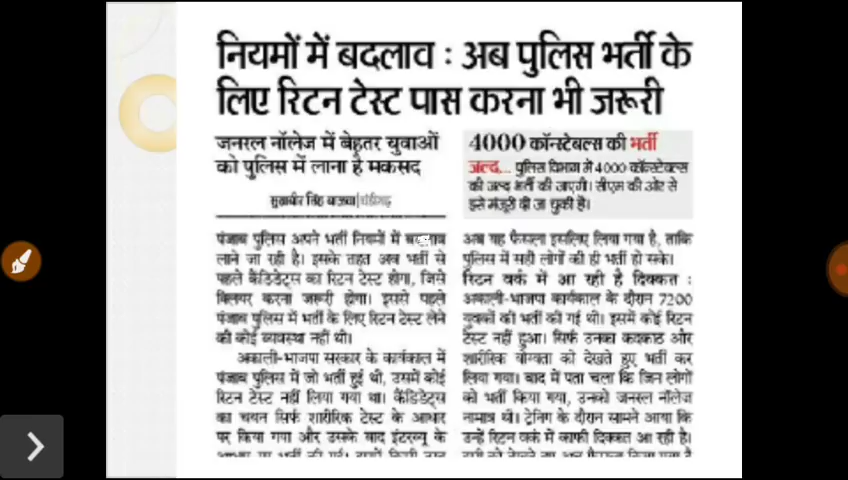 नियमों में बदलाव : अब पुलिस भर्ती के
लिए रिटन टेस्ट पास करना भी जरूरी
जनरल नॉलेज में बेहतर युवाओं
को पुलिस में लाना है मकसद
सुखबीर सिंह बाजवा | चंडीगढ़
पंजाब पुलिस अपने भर्ती नियमों में बदलाव
लाने जा रही है। इसके तहत अब भर्ती से
पहले कैंडिडेट्स का रिटन टेस्ट होगा, जिसे
क्लियर करना जरूरी होगा। इससे पहले
पंजाब पुलिस में भर्ती के लिए रिटन टेस्ट लेने
की कोई व्यवस्था नहीं थी।
अकाली-भाजपा सरकार के कार्यकाल में
पंजाब पुलिस में जो भर्ती हुई थी, उसमें कोई
रिटन टेस्ट नहीं लिया गया था। कैंडिडेट्स
का चयन सिर्फ शारीरिक टेस्ट के आधार
पर किया गया और उसके बाद इंटरव्यू के
4000 कॉन्स्टेबल्स की भर्ती
जल्द... पुलिस विभाग में 4000 कॉन्स्टेबल्स
की जल्द भर्ती की जाएगी। सीएम की ओर से
इसे मंजूरी दी जा चुकी है।
अब यह फैसला इसलिए लिया गया है, ताकि
पुलिस में सही लोगों की ही भर्ती हो सके।
रिटन वर्क में आ रही है दिक्कत :
अकाली-भाजपा कार्यकाल के दौरान 7200
युवकों की भर्ती की गई थी। इसमें कोई रिटन
टेस्ट नहीं हुआ। सिर्फ उनका कदकाठ और
शारीरिक योग्यता को देखते हुए भर्ती कर
लिया गया। बाद में पता चला कि जिन लोगों
को भर्ती किया गया, उनको जनरल नॉलेज
नाममात्र थी। ट्रेनिंग के दौरान सामने आया कि
उन्हें रिटन वर्क में काफी दिक्कत आ रही है।